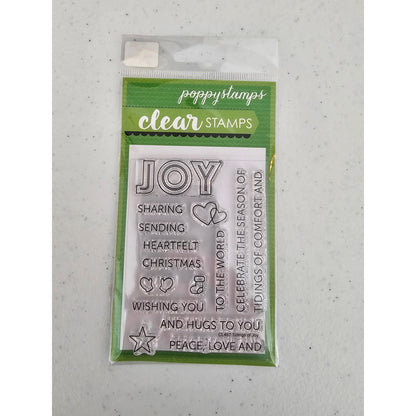 poppystamps
clear STAMPS
JOY
SHARING
SENDING
HEARTFELT
CHRISTMAS
WISHING YOU
AND HUGS TO YOU
PEACE, LOVE AND
TO THE WORLD
CELEBRATE THE SEASON OF
TIDINGS OF COMFORT AND